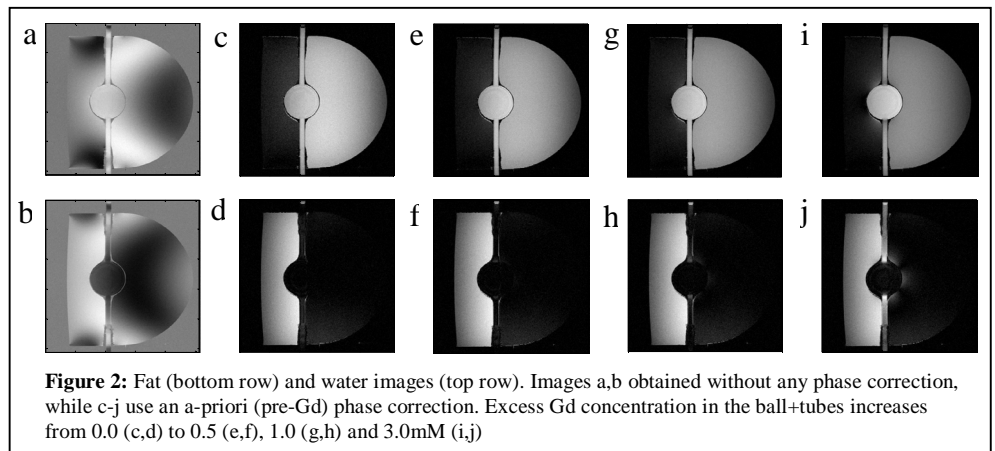 a c e g i
b d f h j
Figure 2: Fat (bottom row) and water images (top row). Images a,b obtained without any phase correction,
while c-j use an a-priori (pre-Gd) phase correction. Excess Gd concentration in the ball+tubes increases
from 0.0 (c,d) to 0.5 (e,f), 1.0 (g,h) and 3.0mM (i,j)